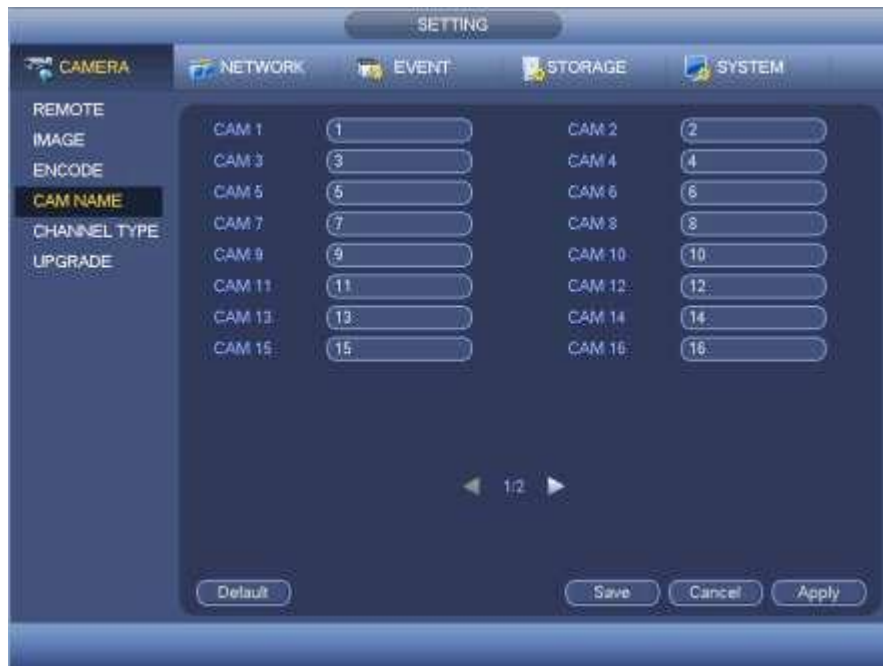 SETTING
CAMERA NETWORK EVENT STORAGE SYSTEM
REMOTE
IMAGE
ENCODE
CAM NAME
CHANNEL TYPE
UPGRADE
CAM 1 1 CAM 2 2
CAM 3 3 CAM 4 4
CAM 5 5 CAM 6 6
CAM 7 7 CAM 8 8
CAM 9 9 CAM 10 10
CAM 11 11 CAM 12 12
CAM 13 13 CAM 14 14
CAM 15 15 CAM 16 16
1/2
Default Save Cancel Apply